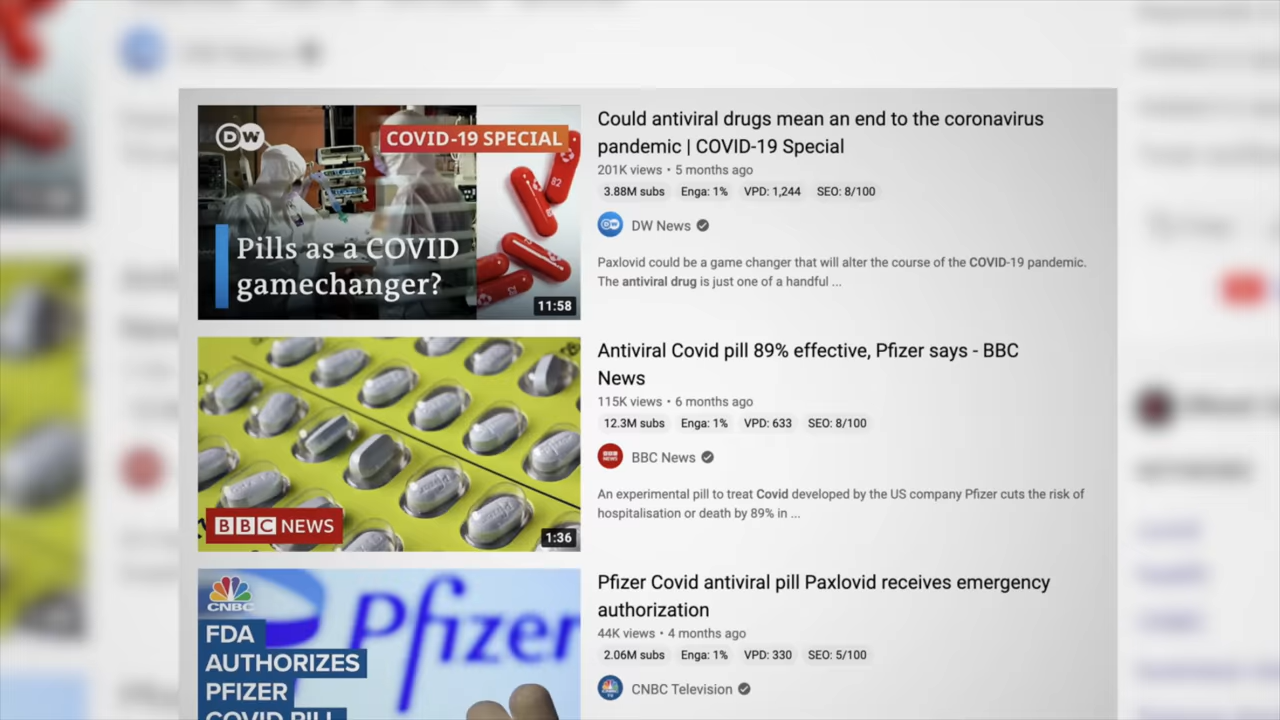 DW
COVID-19 SPECIAL
Pills as a COVID
gamechanger?
11:58
Could antiviral drugs mean an end to the coronavirus
pandemic | COVID-19 Special
201K views • 5 months ago
3.88M subs Enga: 1% VPD: 1,244 SEO: 8/100
DW News
Paxlovid could be a game changer that will alter the course of the COVID-19 pandemic.
The antiviral drug is just one of a handful ...
BBC NEWS
1:36
Antiviral Covid pill 89% effective, Pfizer says - BBC
News
115K views • 6 months ago
12.3M subs Enga: 1% VPD: 633 SEO: 8/100
BBC News
An experimental pill to treat Covid developed by the US company Pfizer cuts the risk of
hospitalisation or death by 89% in ...
CNBC
Pfizer
FDA
AUTHORIZES
PFIZER
COVID PILL
Pfizer Covid antiviral pill Paxlovid receives emergency
authorization
44K views • 4 months ago
2.06M subs Enga: 1% VPD: 330 SEO: 5/100
CNBC Television